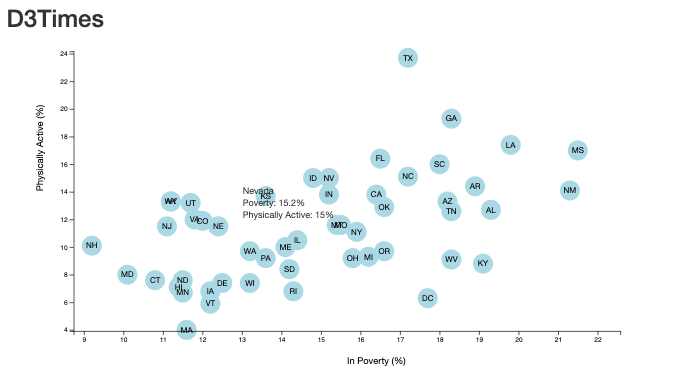 D3Times
24
TX
22
20
GA
18
LA
MS
FL
SC
16
ID NV
NC
AR
NM
14
Nevada
KS
IN
CA
UT
Poverty: 15.2%
OK
AZ
TN
AL
Physically Active: 15%
12
VA
CO
NJ
NE
MO
NY
IL
NH
10
ME
WA
OR
PA
OH
MI
WV
KY
SD
8
MD
CT
ND
DE
WI
HI
MN
IA
RI
VT
DC
6
4
MA
9 10 11 12 13 14 15 16 17 18 19 20 21 22
Physically Active (%)
In Poverty (%)